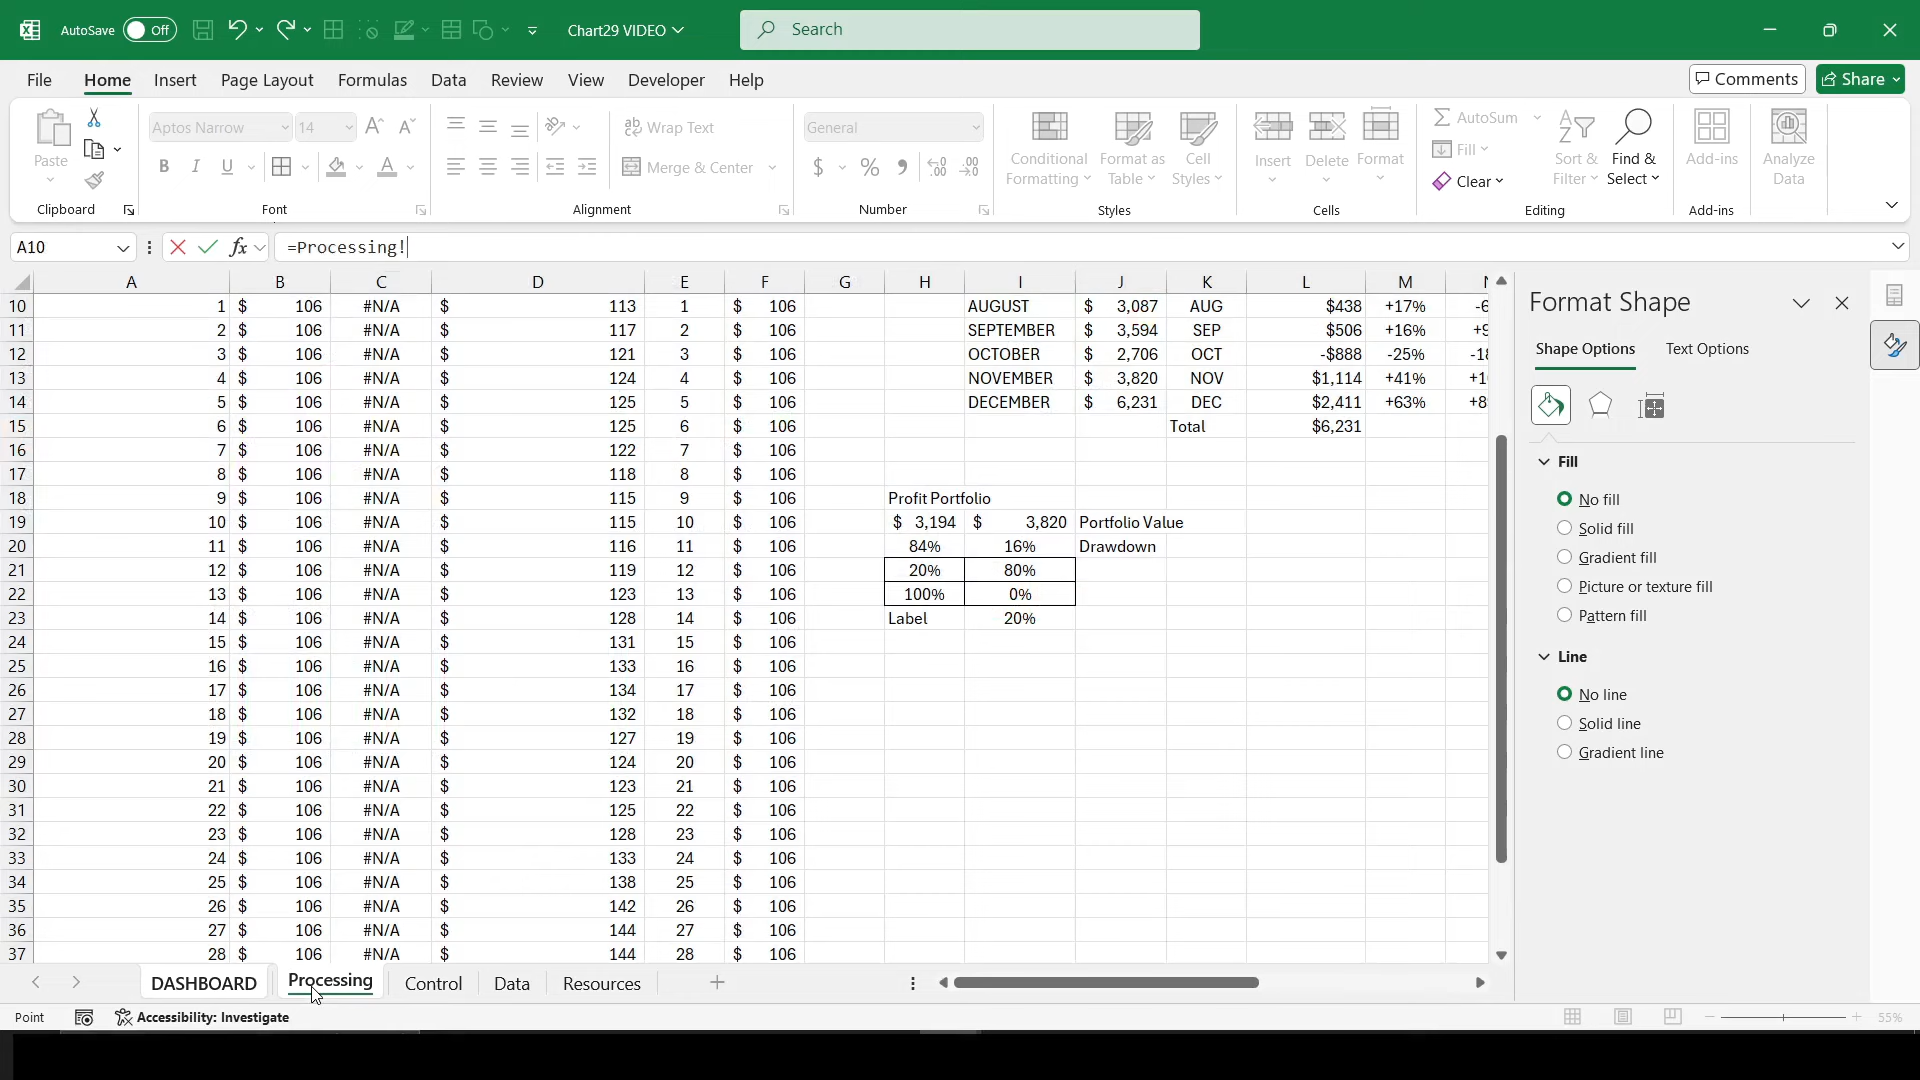 AutoSave Off Chart29 VIDEO Search
File Home Insert Page Layout Formulas Data Review View Developer Help Comments Share
Paste Aptos Narrow 14 Wrap Text General Conditional Formatting Format as Table Cell Styles Insert Delete Format AutoSum Fill Clear Sort & Filter Find & Select Add-ins Analyze Data
B I U Merge & Center $ %
Clipboard Font Alignment Number Styles Cells Editing Add-ins
A10 fx =Processing!
A B C D E F G H I J K L M
10 1 $ 106 #N/A $ 113 1 $ 106 AUGUST $ 3,087 AUG $438 +17% -6
11 2 $ 106 #N/A $ 117 2 $ 106 SEPTEMBER $ 3,594 SEP $506 +16% +9
12 3 $ 106 #N/A $ 121 3 $ 106 OCTOBER $ 2,706 OCT -$888 -25% -18
13 4 $ 106 #N/A $ 124 4 $ 106 NOVEMBER $ 3,820 NOV $1,114 +41%
14 5 $ 106 #N/A $ 125 5 $ 106 DECEMBER $ 6,231 DEC $2,411 +63% +8
15 6 $ 106 #N/A $ 125 6 $ 106 Total $6,231
16 7 $ 106 #N/A $ 122 7 $ 106
17 8 $ 106 #N/A $ 118 8 $ 106
18 9 $ 106 #N/A $ 115 9 $ 106 Profit Portfolio
19 10 $ 106 #N/A $ 115 10 $ 106 $ 3,194 $ 3,820 Portfolio Value
20 11 $ 106 #N/A $ 116 11 $ 106 84% 16% Drawdown
21 12 $ 106 #N/A $ 119 12 $ 106 20% 80%
22 13 $ 106 #N/A $ 123 13 $ 106 100% 0%
23 14 $ 106 #N/A $ 128 14 $ 106 Label 20%
24 15 $ 106 #N/A $ 131 15 $ 106
25 16 $ 106 #N/A $ 133 16 $ 106
26 17 $ 106 #N/A $ 134 17 $ 106
27 18 $ 106 #N/A $ 132 18 $ 106
28 19 $ 106 #N/A $ 127 19 $ 106
29 20 $ 106 #N/A $ 124 20 $ 106
30 21 $ 106 #N/A $ 123 21 $ 106
31 22 $ 106 #N/A $ 125 22 $ 106
32 23 $ 106 #N/A $ 128 23 $ 106
33 24 $ 106 #N/A $ 133 24 $ 106
34 25 $ 106 #N/A $ 138 25 $ 106
35 26 $ 106 #N/A $ 142 26 $ 106
36 27 $ 106 #N/A $ 144 27 $ 106
37 28 $ 106 #N/A $ 144 28 $ 106
Format Shape
Shape Options Text Options
Fill
No fill
Solid fill
Gradient fill
Picture or texture fill
Pattern fill
Line
No line
Solid line
Gradient line
DASHBOARD Processing Control Data Resources
Point Accessibility: Investigate 55%